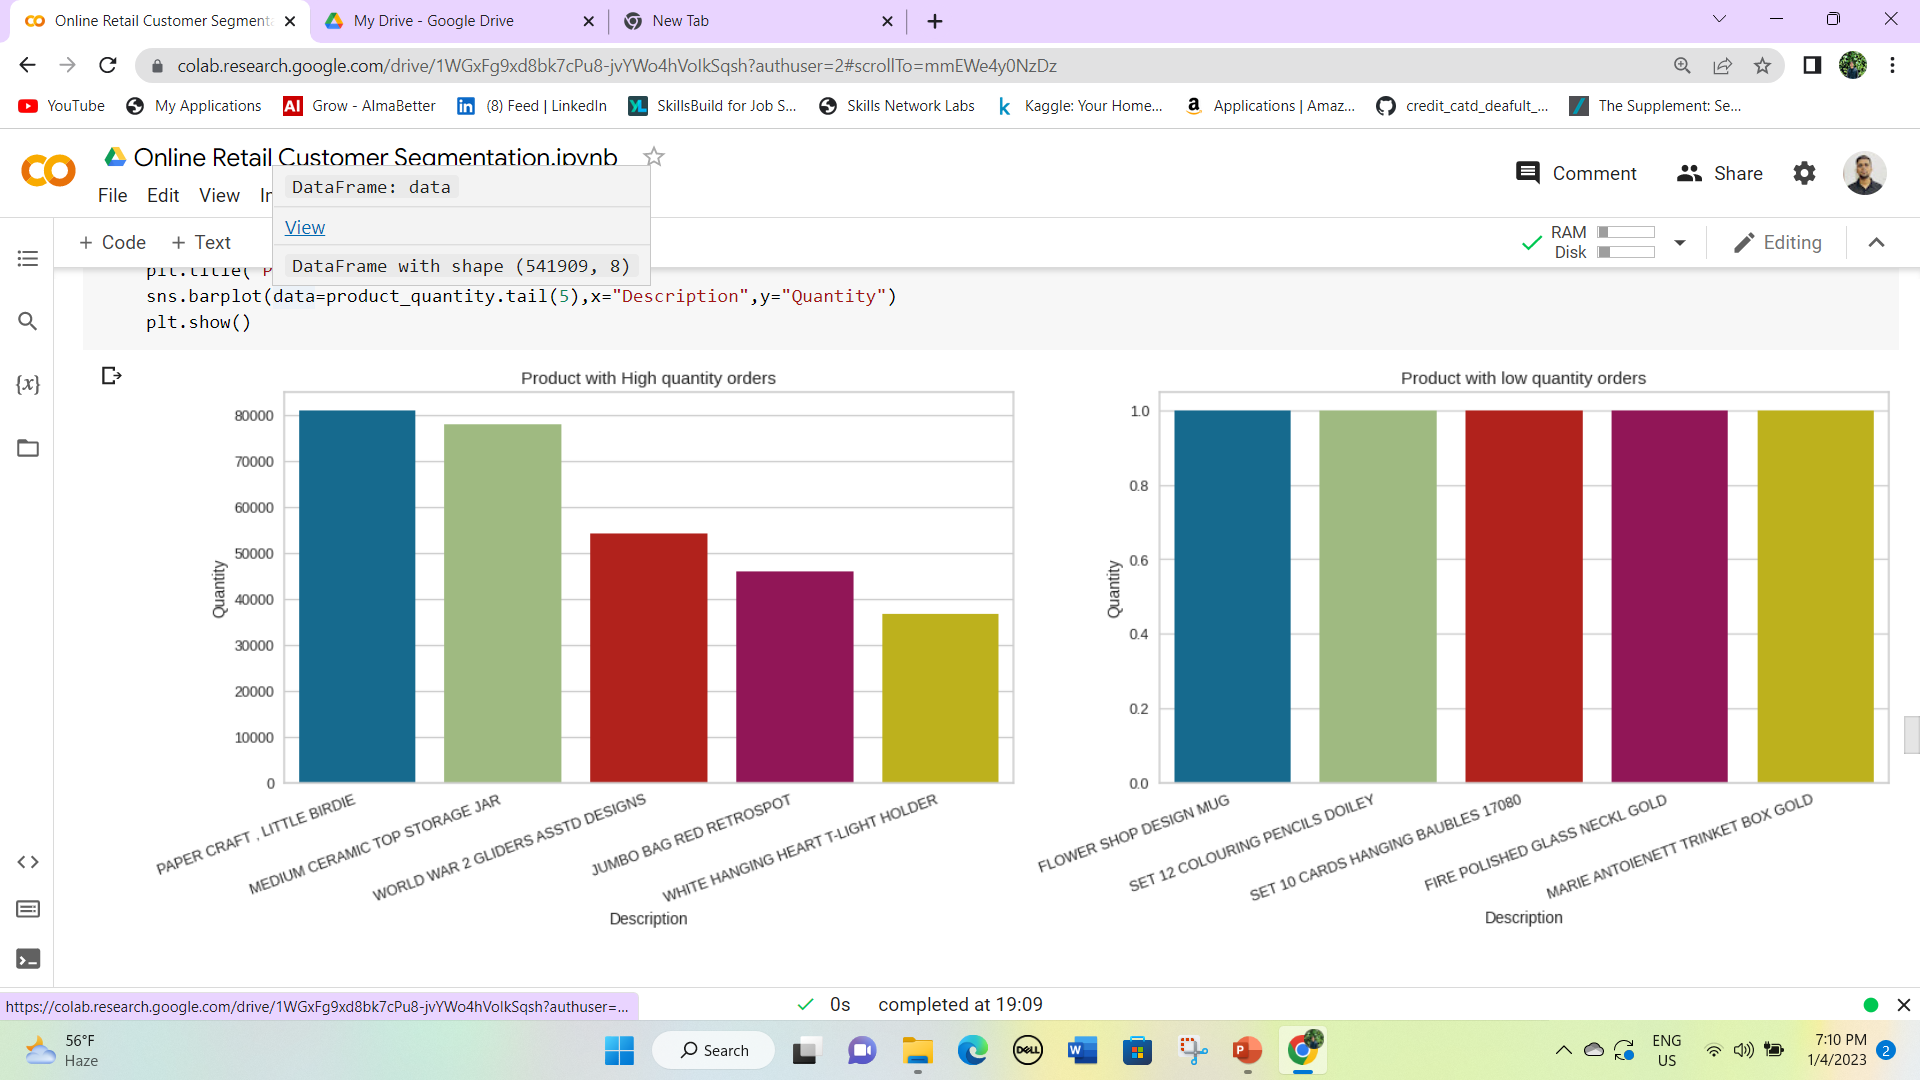 Online Retail Customer Segmenta
My Drive - Google Drive
New Tab
colab.research.google.com/drive/1WGxFg9xd8bk7cPu8-jvYWo4hVoIkSqsh?authuser=2#scrollTo=mmEWe4y0NzDz
YouTube
My Applications
Grow - AlmaBetter
(8) Feed | LinkedIn
SkillsBuild for Job S...
Skills Network Labs
Kaggle: Your Home...
Applications | Amaz...
credit_catd_deafult_...
The Supplement: Se...
Online Retail Customer Segmentation.ipynb
File Edit View In
Comment
Share
DataFrame: data
View
DataFrame with shape (541909, 8)
+ Code + Text
RAM
Disk
Editing
plt.title("P
sns.barplot(data=product_quantity.tail(5),x="Description",y="Quantity")
plt.show()
{x}
Product with High quantity orders
80000
70000
60000
50000
40000
30000
20000
10000
0
Quantity
PAPER CRAFT , LITTLE BIRDIE
MEDIUM CERAMIC TOP STORAGE JAR
WORLD WAR 2 GLIDERS ASSTD DESIGNS
JUMBO BAG RED RETROSPOT
WHITE HANGING HEART T-LIGHT HOLDER
Description
Product with low quantity orders
1.0
0.8
0.6
0.4
0.2
0.0
Quantity
FLOWER SHOP DESIGN MUG
SET 12 COLOURING PENCILS DOILEY
SET 10 CARDS HANGING BAUBLES 17080
FIRE POLISHED GLASS NECKL GOLD
MARIE ANTOIENETT TRINKET BOX GOLD
Description
https://colab.research.google.com/drive/1WGxFg9xd8bk7cPu8-jvYWo4hVoIkSqsh?authuser=...
0s completed at 19:09
56°F
Haze
Search
DELL
ENG
US
7:10 PM
1/4/2023
2